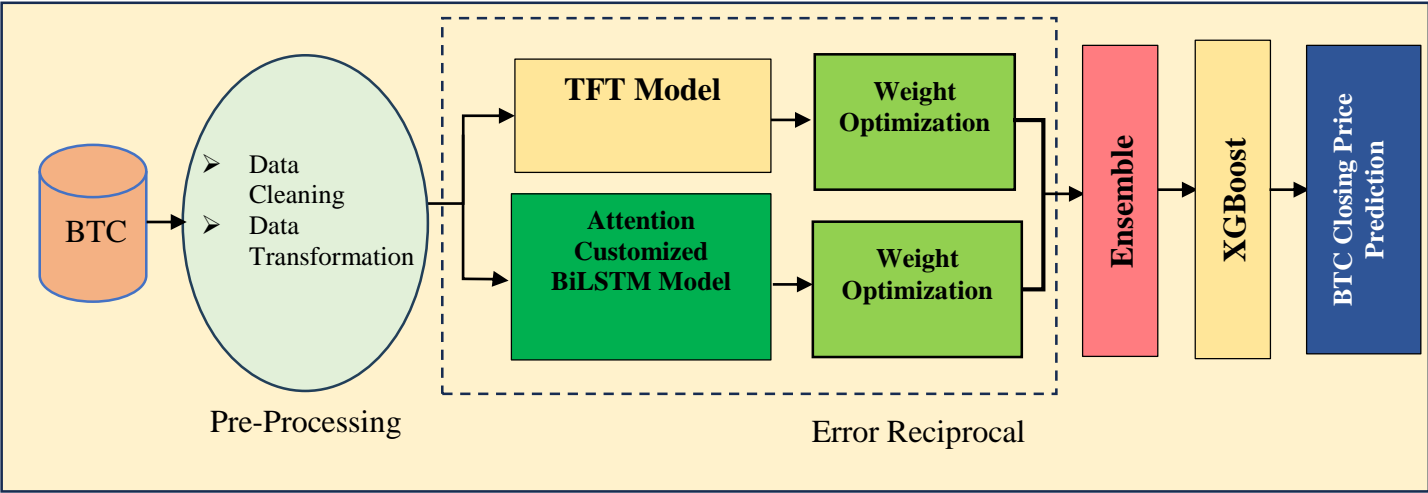 BTC
➢ Data
Cleaning
➢ Data
Transformation
Pre-Processing
TFT Model
Weight
Optimization
Attention
Customized
BiLSTM Model
Weight
Optimization
Error Reciprocal
Ensemble
XGBoost
BTC Closing Price
Prediction